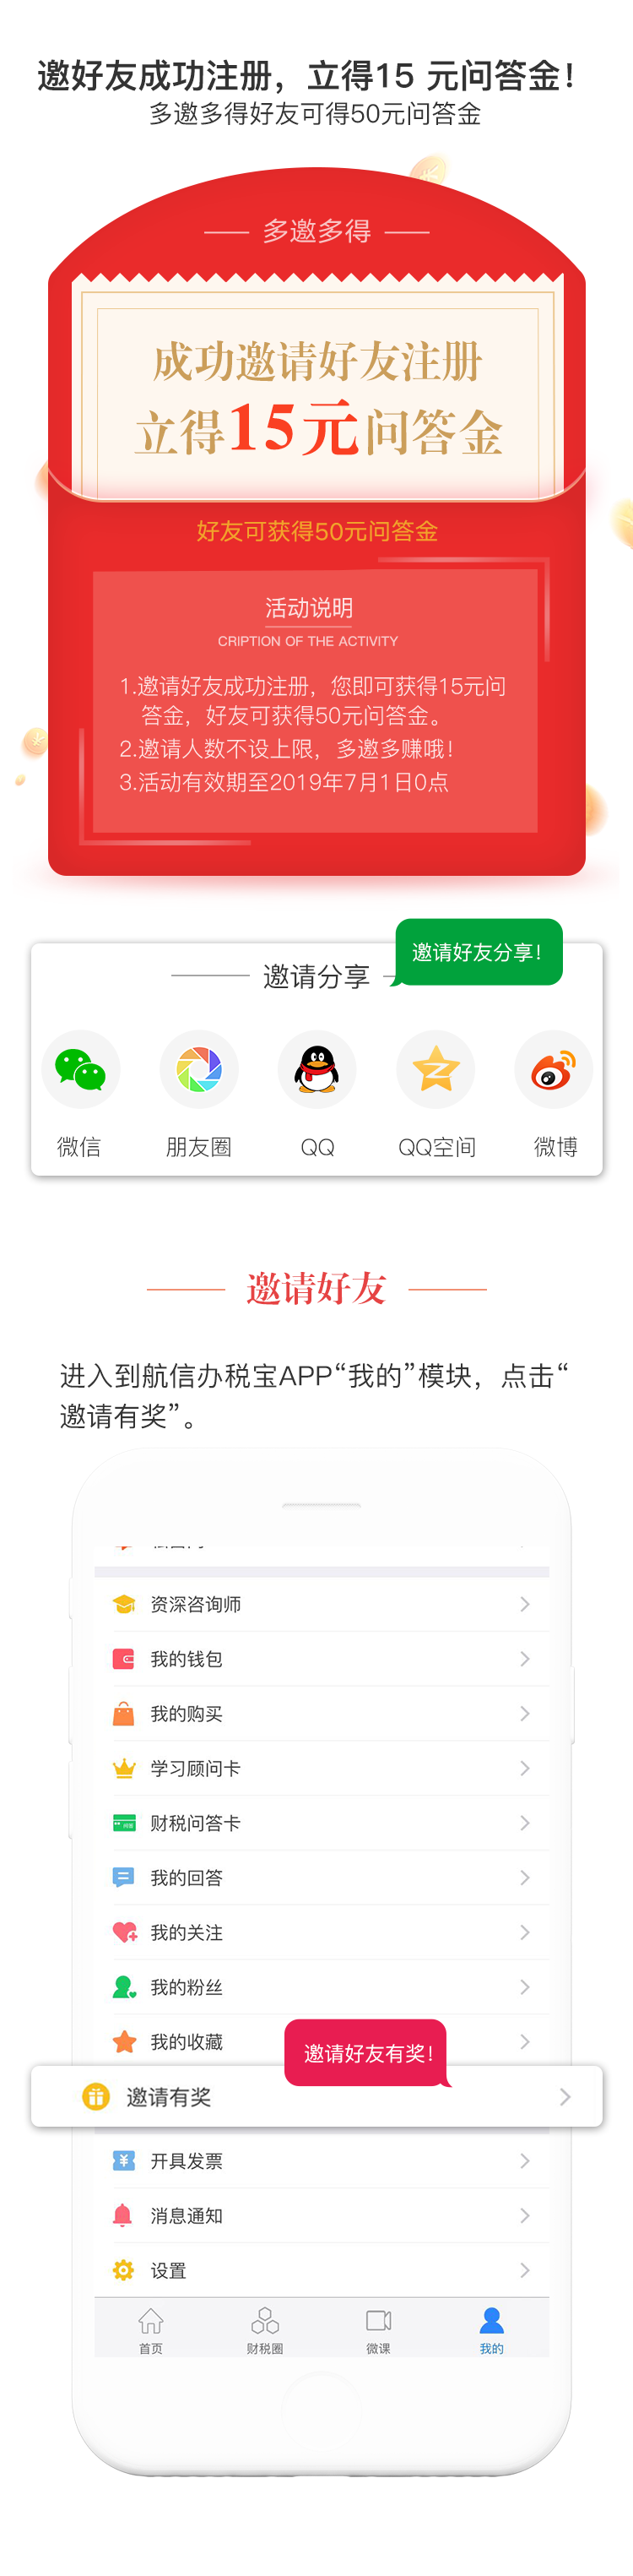 邀好友成功注册，立得15 元问答金！
多邀多得好友可得50元问答金
多邀多得
成功邀请好友注册
立得15元问答金
好友可获得50元问答金
活动说明
CRIPTION OF THE ACTIVITY
1.邀请好友成功注册，您即可获得15元问
答金，好友可获得50元问答金。
2.邀请人数不设上限，多邀多赚哦！
3.活动有效期至2019年7月1日0点
邀请好友分享！
邀请分享
微信 朋友圈 QQ QQ空间 微博
邀请好友
进入到航信办税宝APP“我的”模块，点击“
邀请有奖”。
资深咨询师
我的钱包
我的购买
学习顾问卡
财税问答卡
我的回答
我的关注
我的粉丝
我的收藏
邀请好友有奖！
邀请有奖
开具发票
消息通知
设置
首页 财税圈 微课 我的